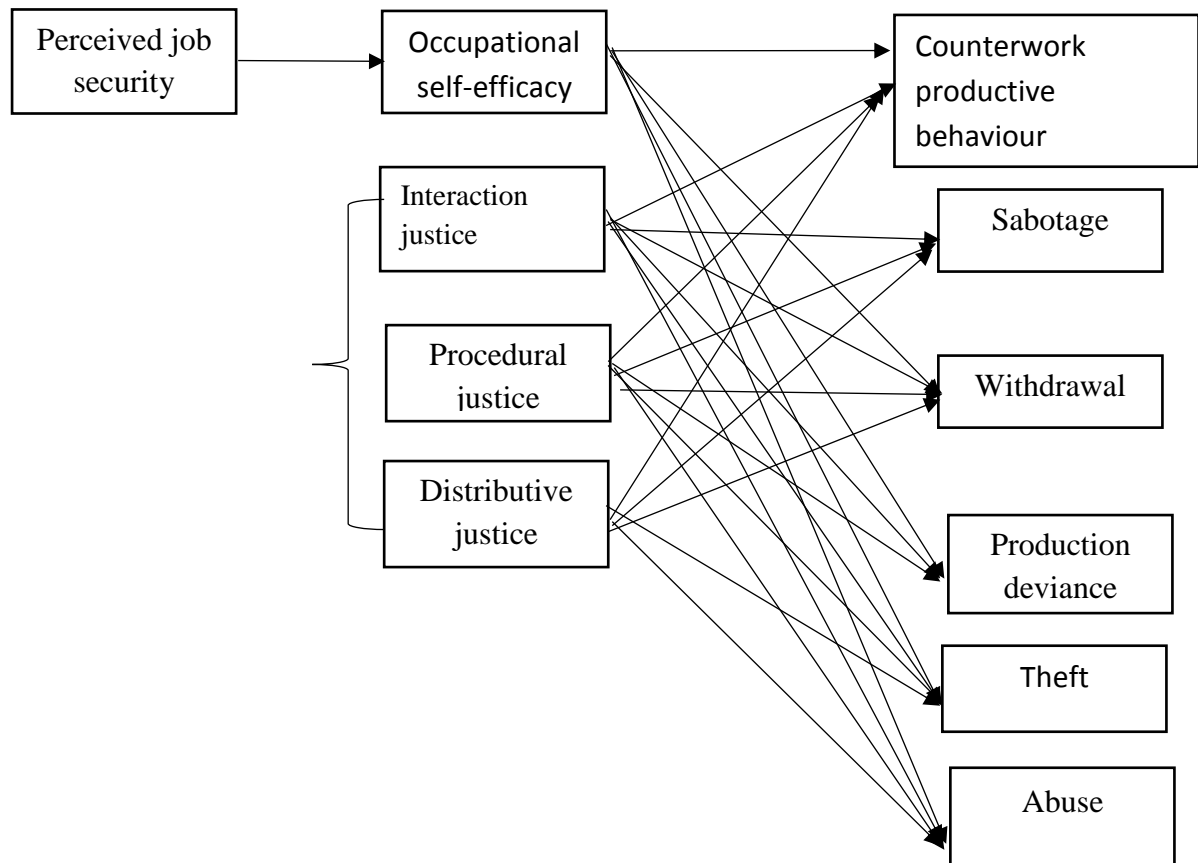 Perceived job
security
Occupational
self-efficacy
Counterwork
productive
behaviour
Interaction
justice
Sabotage
Procedural
justice
Withdrawal
Distributive
justice
Production
deviance
Theft
Abuse